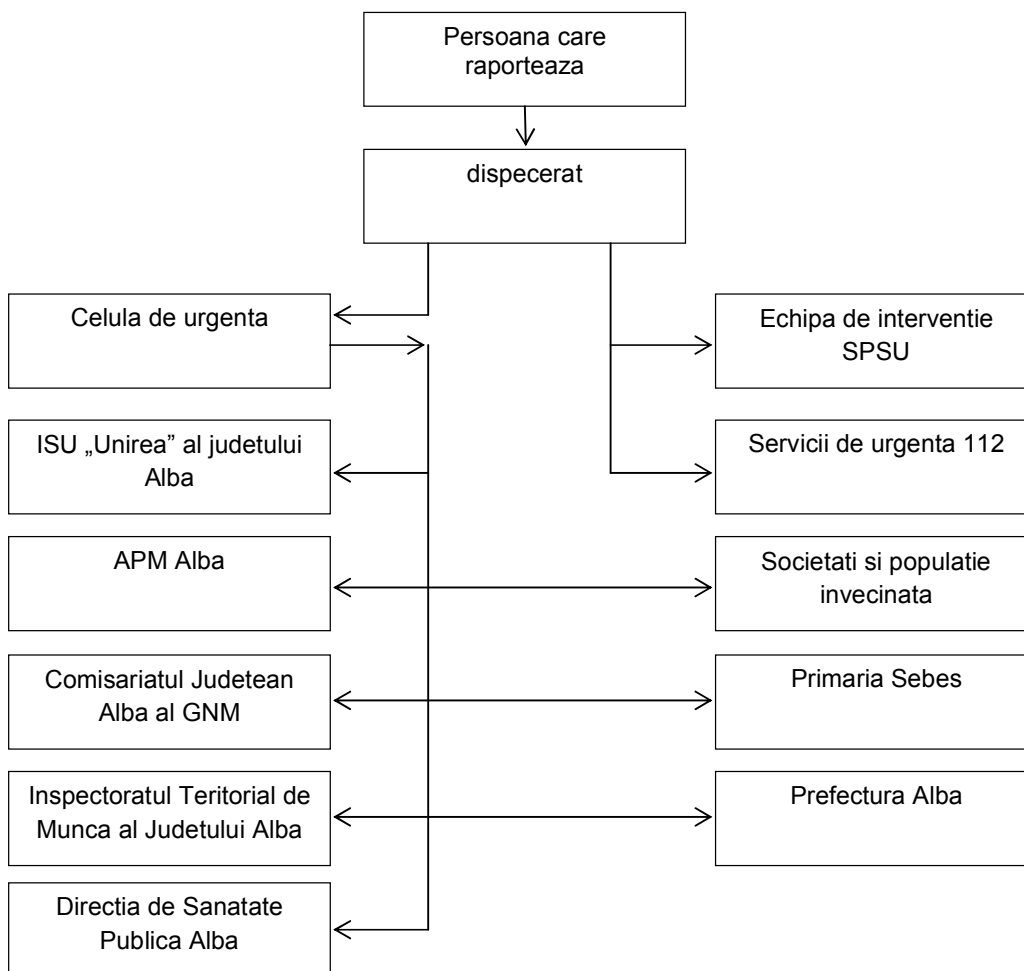 Persoana care
raporteaza
dispecerat
Celula de urgenta
Echipa de interventie
SPSU
ISU „Unirea” al judetului
Alba
Servicii de urgenta 112
APM Alba
Societati si populatie
invecinata
Comisariatul Judetean
Alba al GNM
Primaria Sebes
Inspectoratul Teritorial de
Munca al Judetului Alba
Prefectura Alba
Directia de Sanatate
Publica Alba